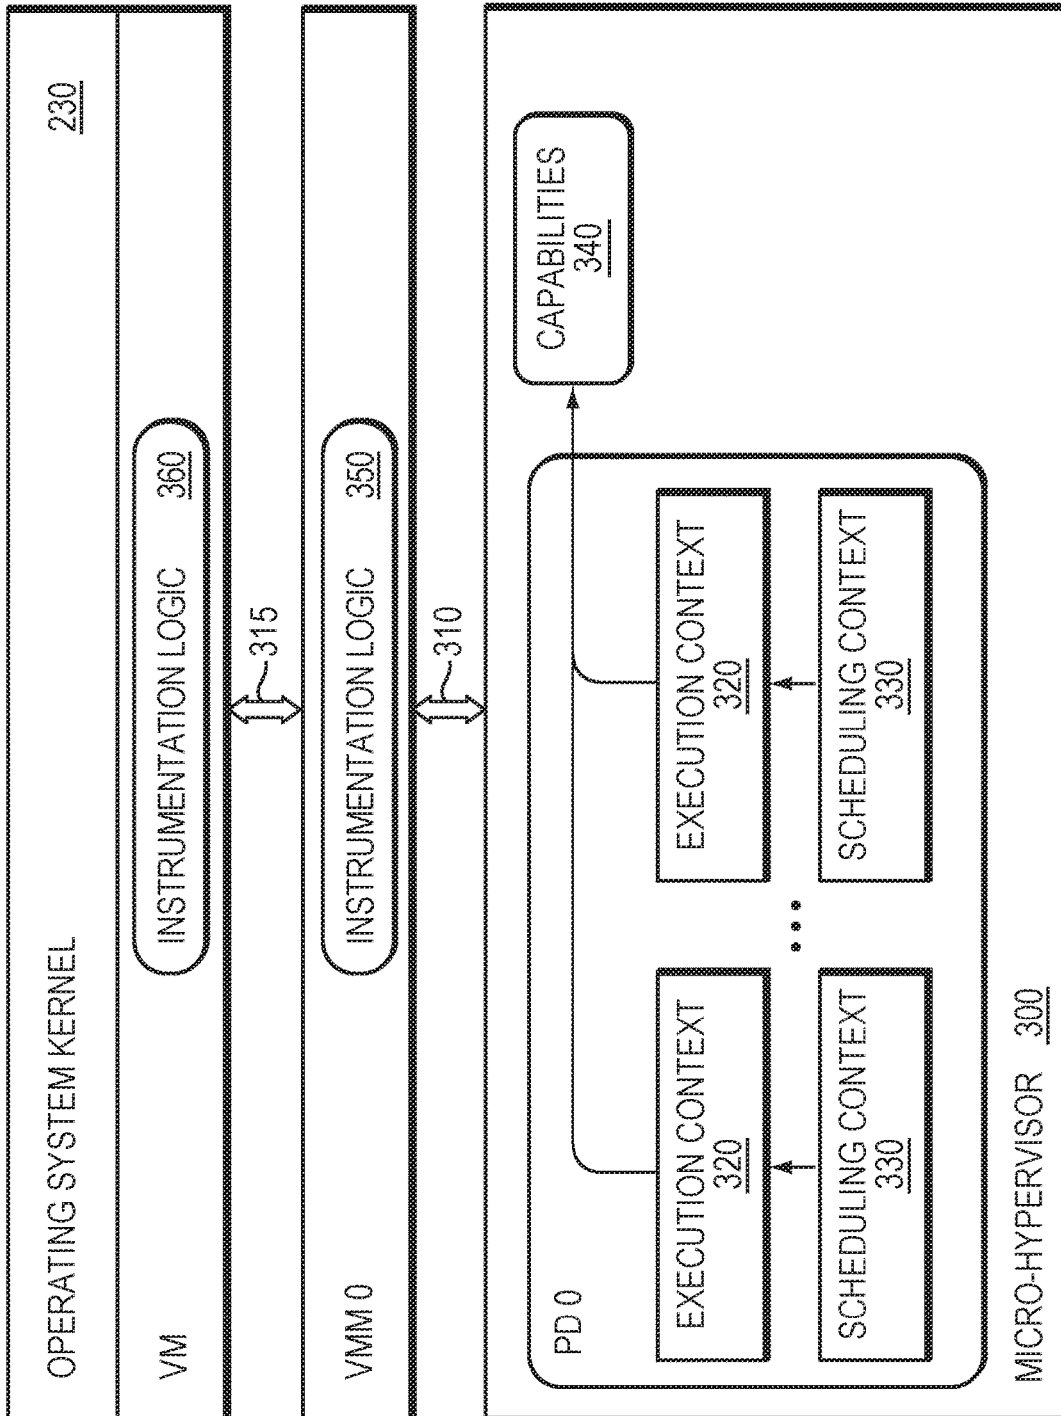 OPERATING SYSTEM KERNEL 230
VM INSTRUMENTATION LOGIC 360
315
VMM 0 INSTRUMENTATION LOGIC 350
310
PD 0
CAPABILITIES
340
EXECUTION CONTEXT
320
EXECUTION CONTEXT
320
SCHEDULING CONTEXT
330
SCHEDULING CONTEXT
330
MICRO-HYPERVISOR 300